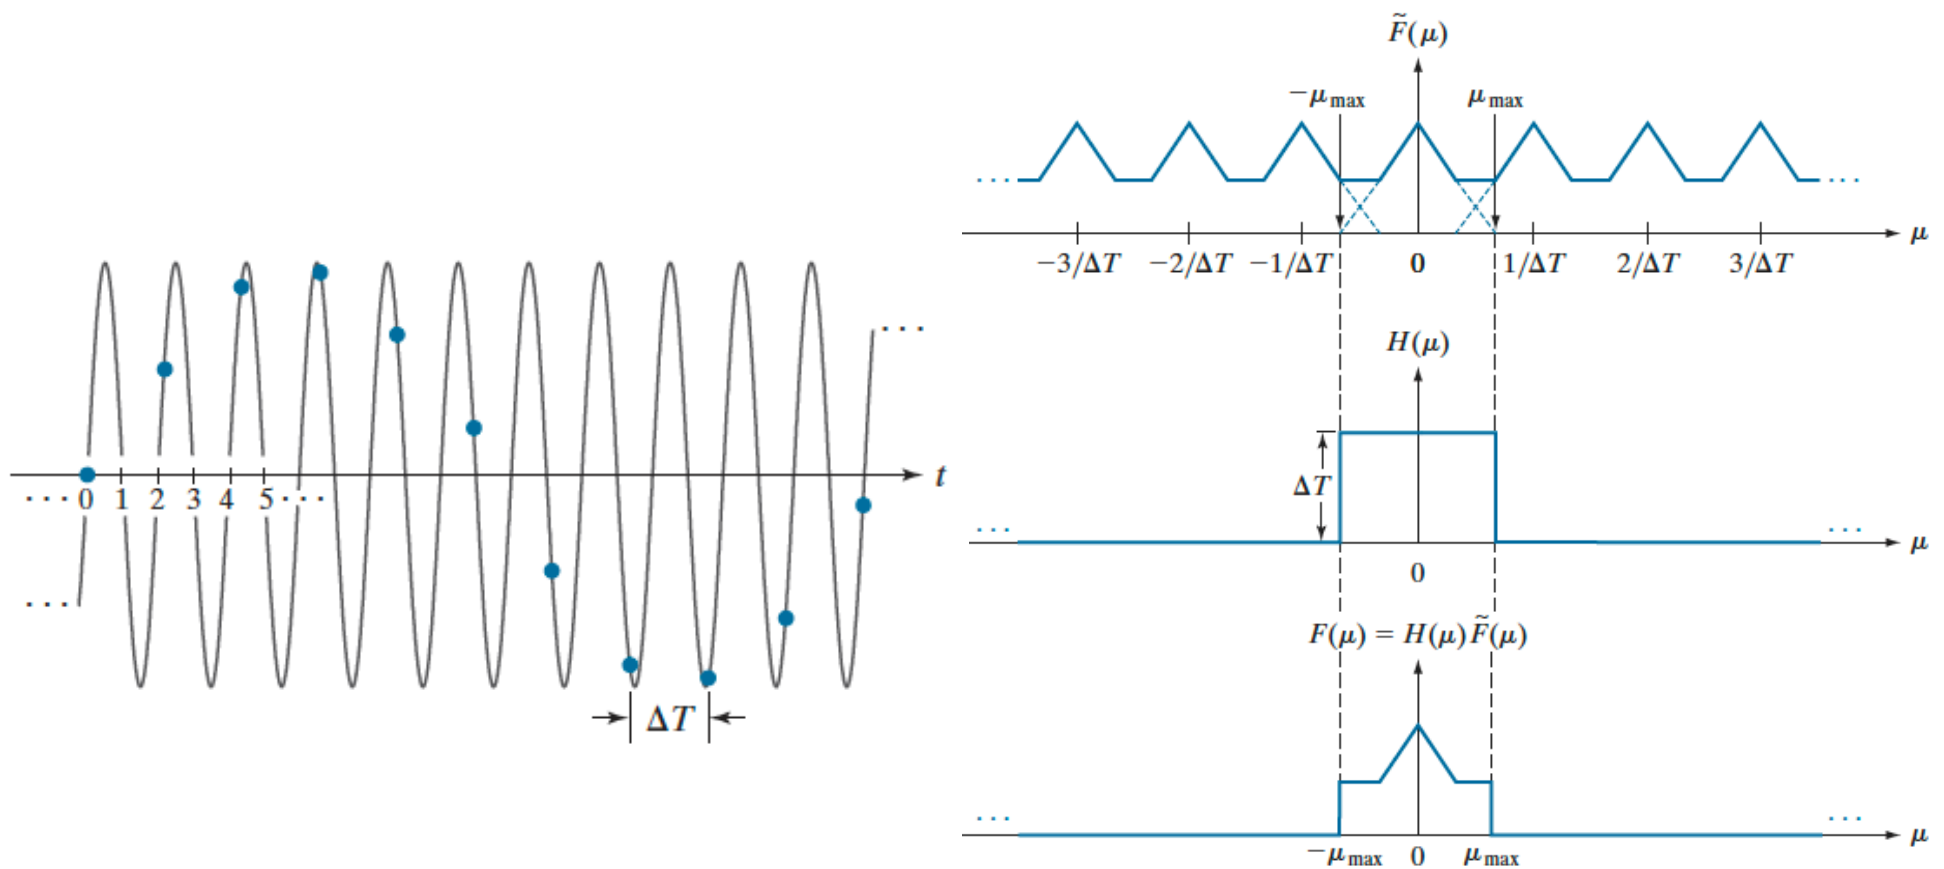 ··· 0 1 2 3 4 5 ···
t
···
···
ΔT
F̃(μ)
−μmax μmax
··· ···
μ
−3/ΔT −2/ΔT −1/ΔT 0 1/ΔT 2/ΔT 3/ΔT
H(μ)
ΔT
··· ···
μ
0
F(μ) = H(μ)F̃(μ)
··· ···
μ
−μmax 0 μmax